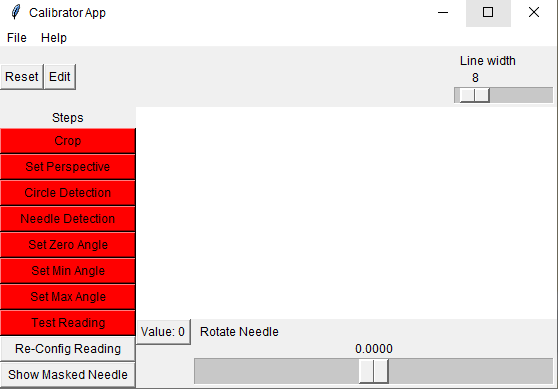 Calibrator App
File Help
Line width
8
Reset Edit
Steps
Crop
Set Perspective
Circle Detection
Needle Detection
Set Zero Angle
Set Min Angle
Set Max Angle
Test Reading
Re-Config Reading
Show Masked Needle
Value: 0 Rotate Needle
0.0000